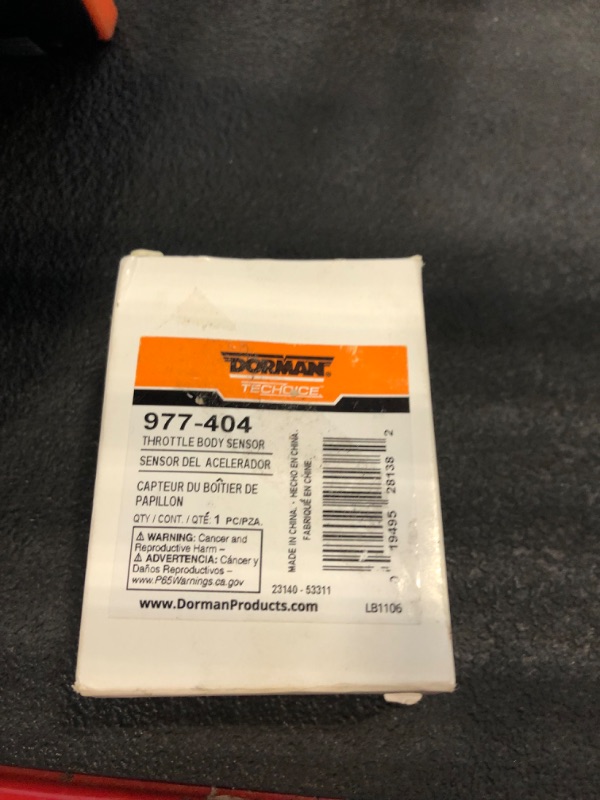 DORMAN®
TECHOICE
977-404
THROTTLE BODY SENSOR
SENSOR DEL ACELERADOR
CAPTEUR DU BOÎTIER DE
PAPILLON
QTY / CONT. / QTÉ: 1 PC/PZA.
⚠ WARNING: Cancer and
Reproductive Harm –
⚠ ADVERTENCIA: Cáncer y
Daños Reproductivos –
www.P65Warnings.ca.gov
www.DormanProducts.com
MADE IN CHINA. - HECHO EN CHINA.
FABRIQUÉ EN CHINE.
23140 - 53311
19495 28138 2
LB1106